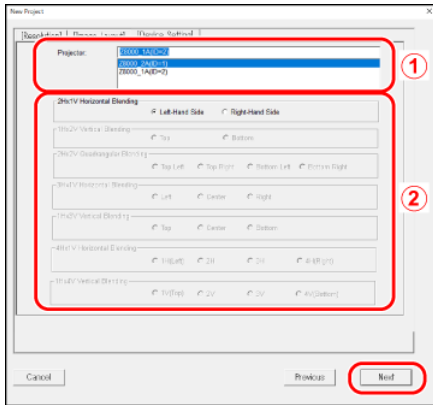 New Project
[Resolution] [Image Layout] [Device Setting]
Projector:
Z8000_1A(ID=2)
Z8000_2A(ID=1)
Z8000_1A(ID=2)
1
2Hx1V Horizontal Blending
Left-Hand Side Right-Hand Side
1Hx2V Vertical Blending
Top Bottom
2Hx2V Quadrangular Blending
Top Left Top Right Bottom Left Bottom Right
2
3Hx1V Horizontal Blending
Left Center Right
1Hx3V Vertical Blending
Top Center Bottom
4Hx1V Horizontal Blending
1H(Left) 2H 3H 4H(Right)
1Hx4V Vertical Blending
1V(Top) 2V 3V 4V(Bottom)
Cancel Previous Next